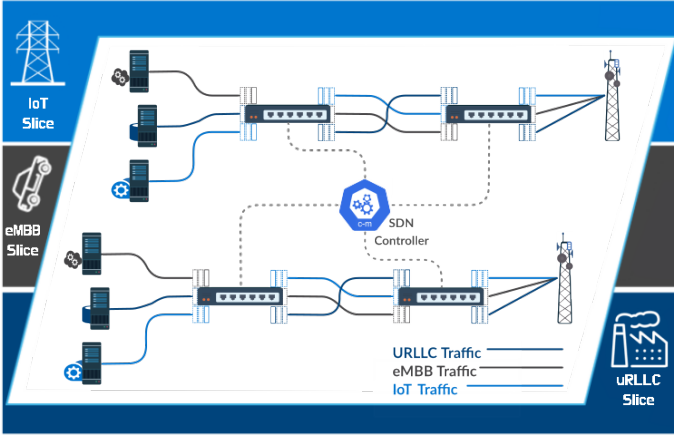 IoT
Slice
eMBB
Slice
c-m
SDN
Controller
URLLC Traffic
eMBB Traffic
IoT Traffic
uRLLC
Slice